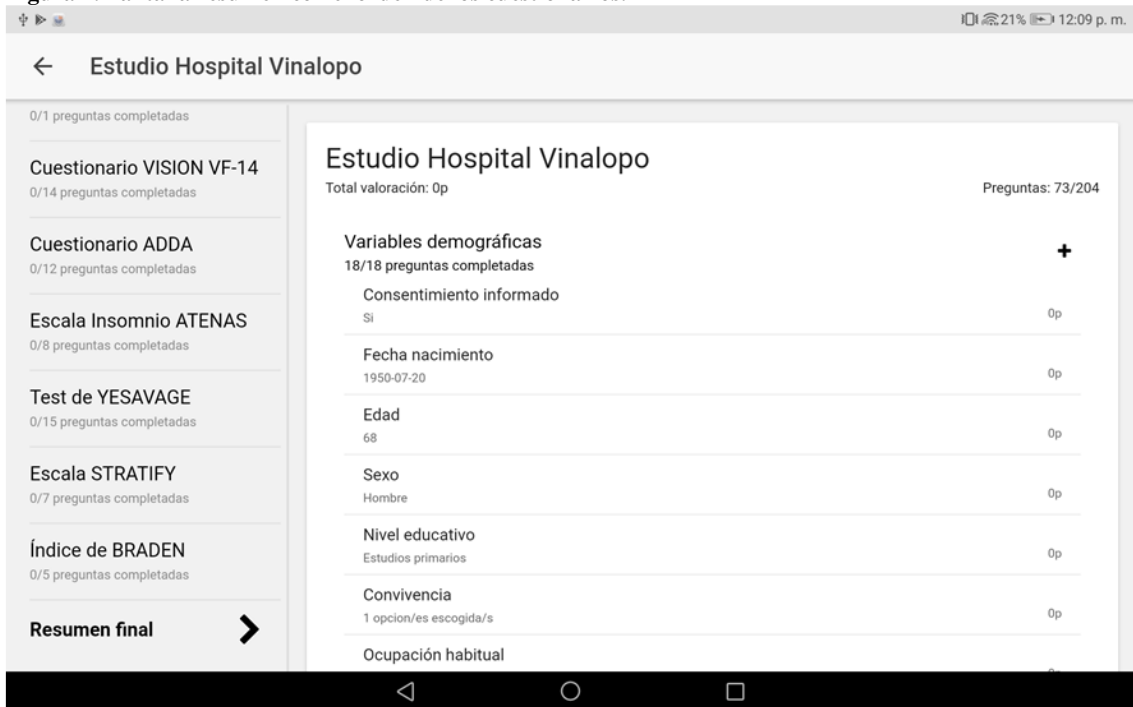 21% 12:09 p. m.
Estudio Hospital Vinalopo
0/1 preguntas completadas
Cuestionario VISION VF-14
0/14 preguntas completadas
Cuestionario ADDA
0/12 preguntas completadas
Escala Insomnio ATENAS
0/8 preguntas completadas
Test de YESAVAGE
0/15 preguntas completadas
Escala STRATIFY
0/7 preguntas completadas
Índice de BRADEN
0/5 preguntas completadas
Resumen final
Estudio Hospital Vinalopo
Total valoración: 0p
Preguntas: 73/204
Variables demográficas
18/18 preguntas completadas
Consentimiento informado
Si
0p
Fecha nacimiento
1950-07-20
0p
Edad
68
0p
Sexo
Hombre
0p
Nivel educativo
Estudios primarios
0p
Convivencia
1 opcion/es escogida/s
0p
Ocupación habitual